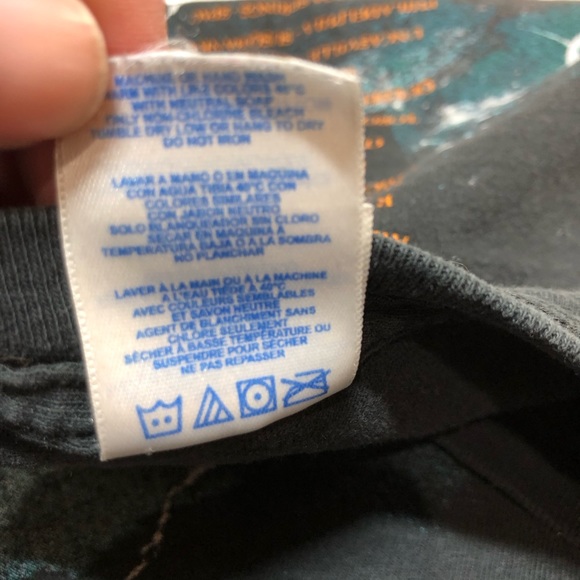 MACHINE OR HAND WASH
WARM WITH LIKE COLORS 40°C
WITH NEUTRAL SOAP
ONLY NON-CHLORINE BLEACH
TUMBLE DRY LOW OR HANG TO DRY
DO NOT IRON
LAVAR A MANO O EN MAQUINA
CON AGUA TIBIA 40°C CON
COLORES SIMILARES
CON JABON NEUTRO
SOLO BLANQUEADOR SIN CLORO
SECAR EN MAQUINA A
TEMPERATURA BAJA O A LA SOMBRA
NO PLANCHAR
LAVER À LA MAIN OU À LA MACHINE
À L'EAU TIÈDE À 40°C
AVEC COULEURS SEMBLABLES
ET SAVON NEUTRE
AGENT DE BLANCHIMENT SANS
CHLORE SEULEMENT
SÉCHER À BASSE TEMPÉRATURE OU
SUSPENDRE POUR SÉCHER
NE PAS REPASSER